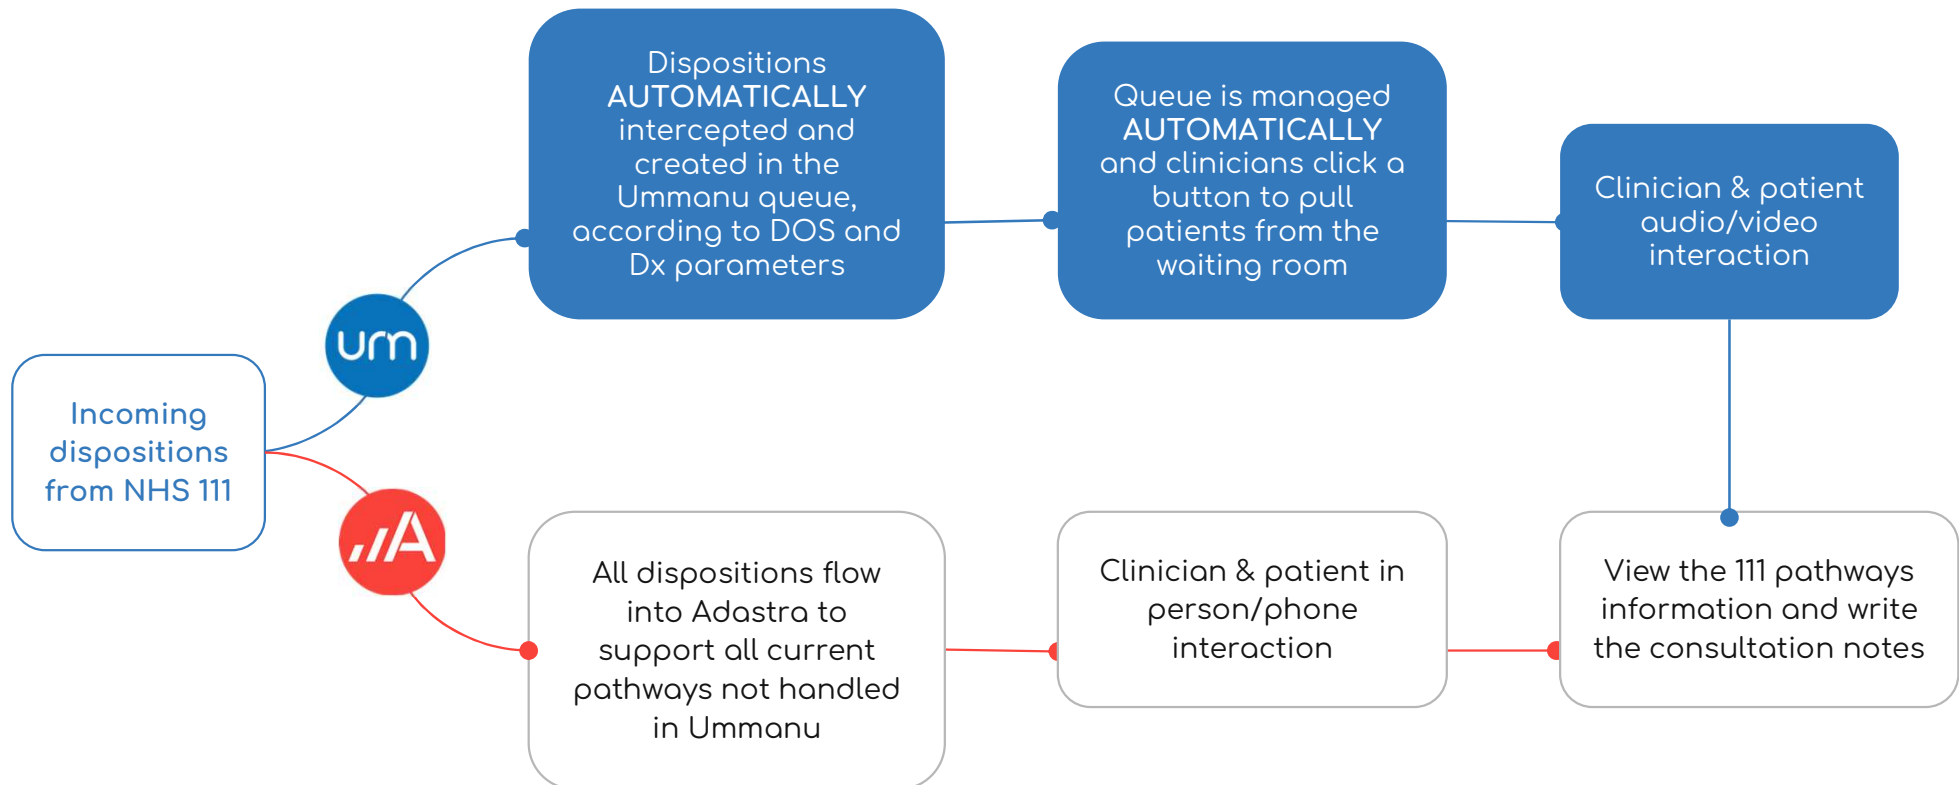 Incoming
dispositions
from NHS 111
um
A
Dispositions
AUTOMATICALLY
intercepted and
created in the
Ummanu queue,
according to DOS and
Dx parameters
Queue is managed
AUTOMATICALLY
and clinicians click a
button to pull
patients from the
waiting room
Clinician & patient
audio/video
interaction
All dispositions flow
into Adastra to
support all current
pathways not handled
in Ummanu
Clinician & patient in
person/phone
interaction
View the 111 pathways
information and write
the consultation notes